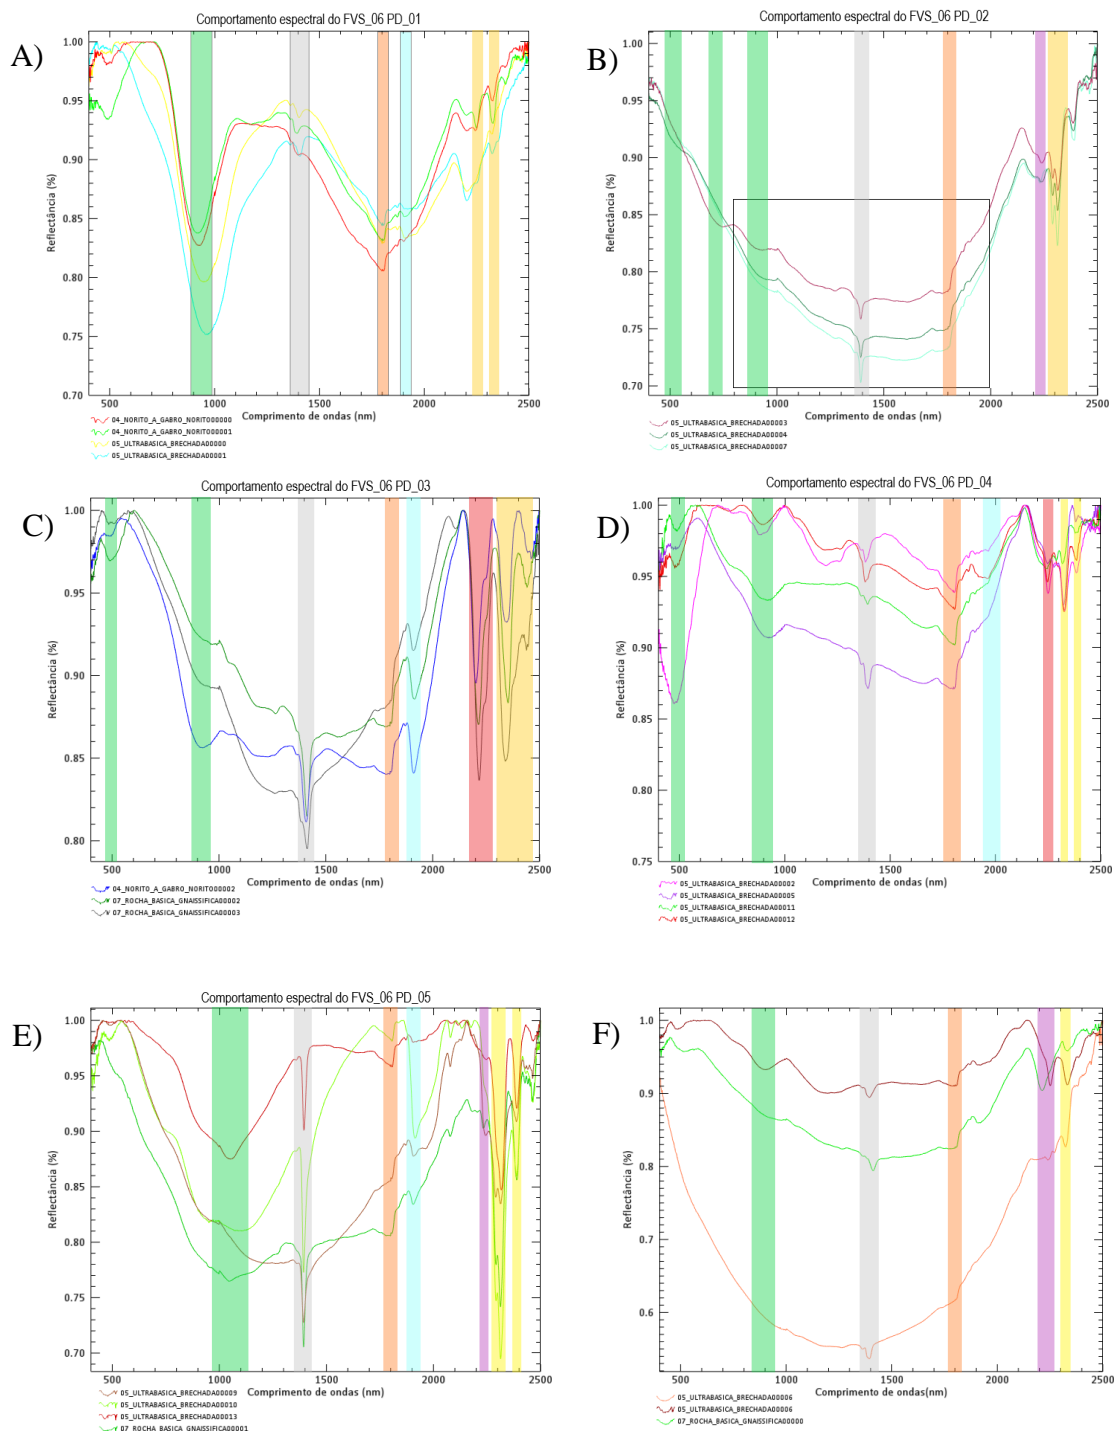 A)
Comportamento espectral do FVS_06 PD_01
Reflectância (%)
1.00
0.95
0.90
0.85
0.80
0.75
0.70
500
1000
1500
2000
2500
Comprimento de ondas (nm)
04_NORITO_A_GABRO_NORITO00000
04_NORITO_A_GABRO_NORITO00001
05_ULTRABASICA_BRECHADA00000
05_ULTRABASICA_BRECHADA00001
B)
Comportamento espectral do FVS_06 PD_02
Reflectância (%)
1.00
0.95
0.90
0.85
0.80
0.75
0.70
500
1000
1500
2000
2500
Comprimento de ondas (nm)
05_ULTRABASICA_BRECHADA00003
05_ULTRABASICA_BRECHADA00004
05_ULTRABASICA_BRECHADA00007
C)
Comportamento espectral do FVS_06 PD_03
Reflectância (%)
1.00
0.95
0.90
0.85
0.80
500
1000
1500
2000
2500
Comprimento de ondas (nm)
04_NORITO_A_GABRO_NORITO00002
07_ROCHA_BASICA_GNAISSIFICA00002
07_ROCHA_BASICA_GNAISSIFICA00003
D)
Comportamento espectral do FVS_06 PD_04
Reflectância (%)
1.00
0.95
0.90
0.85
0.80
0.75
500
1000
1500
2000
2500
Comprimento de ondas (nm)
05_ULTRABASICA_BRECHADA00002
05_ULTRABASICA_BRECHADA00005
05_ULTRABASICA_BRECHADA00011
05_ULTRABASICA_BRECHADA00012
E)
Comportamento espectral do FVS_06 PD_05
Reflectância (%)
1.00
0.95
0.90
0.85
0.80
0.75
0.70
500
1000
1500
2000
2500
Comprimento de ondas (nm)
05_ULTRABASICA_BRECHADA00009
05_ULTRABASICA_BRECHADA00010
05_ULTRABASICA_BRECHADA00013
07_ROCHA_BASICA_GNAISSIFICA00001
F)
Reflectância (%)
1.0
0.9
0.8
0.7
0.6
500
1000
1500
2000
2500
Comprimento de ondas(nm)
05_ULTRABASICA_BRECHADA00006
05_ULTRABASICA_BRECHADA00006
07_ROCHA_BASICA_GNAISSIFICA00000